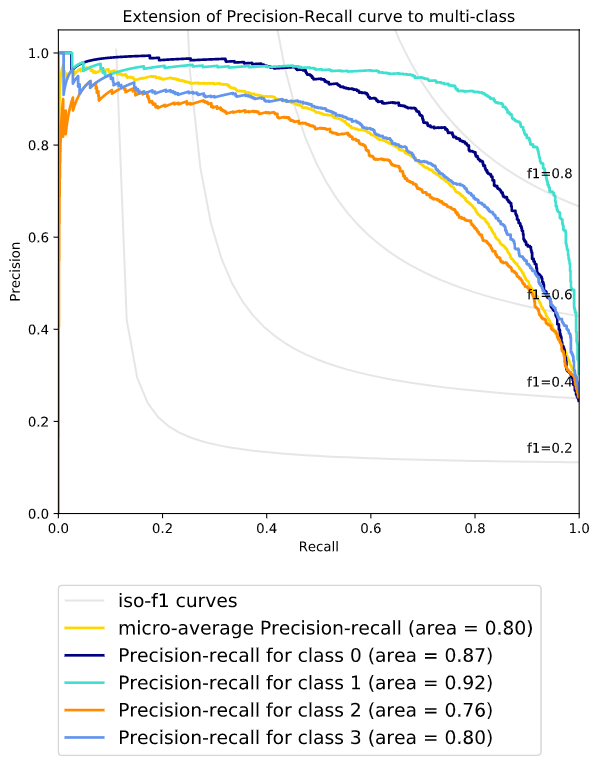 Extension of Precision-Recall curve to multi-class
1.0
0.8
0.6
0.4
0.2
0.0
Precision
f1=0.8
f1=0.6
f1=0.4
f1=0.2
0.0 0.2 0.4 0.6 0.8 1.0
Recall
iso-f1 curves
micro-average Precision-recall (area = 0.80)
Precision-recall for class 0 (area = 0.87)
Precision-recall for class 1 (area = 0.92)
Precision-recall for class 2 (area = 0.76)
Precision-recall for class 3 (area = 0.80)